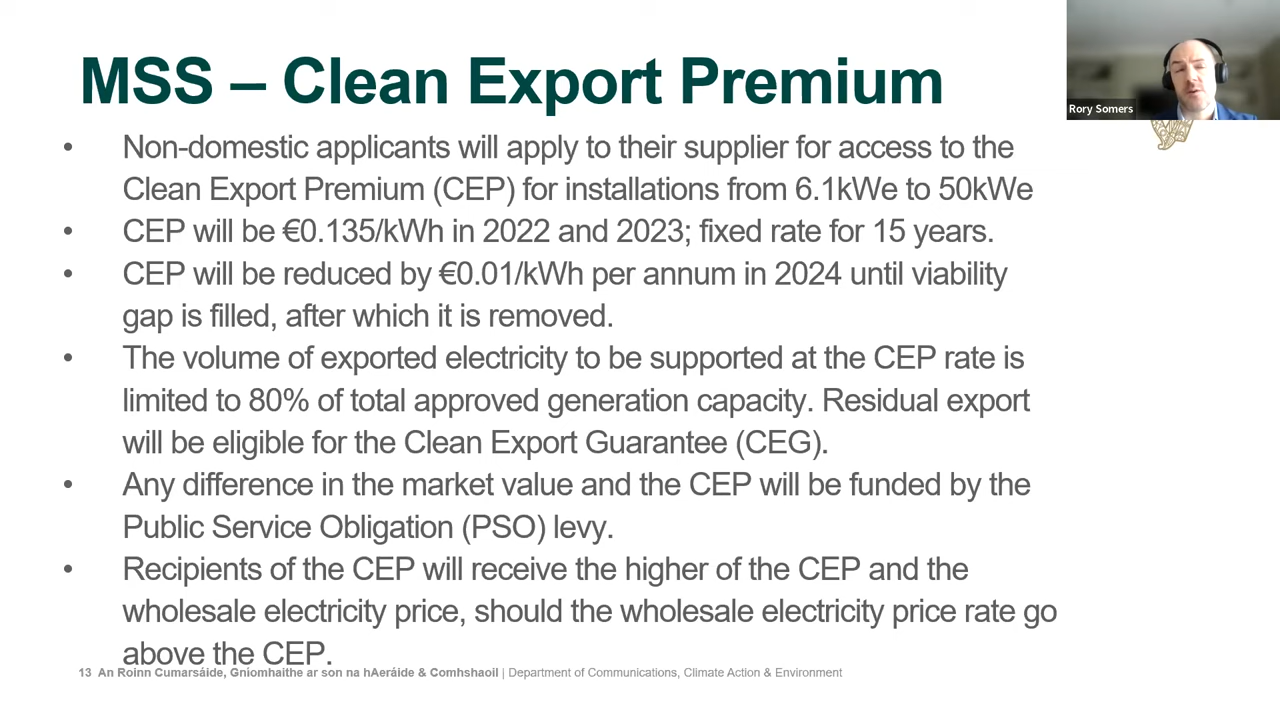 MSS – Clean Export Premium
Rory Somers
• Non-domestic applicants will apply to their supplier for access to the
Clean Export Premium (CEP) for installations from 6.1kWe to 50kWe
• CEP will be €0.135/kWh in 2022 and 2023; fixed rate for 15 years.
• CEP will be reduced by €0.01/kWh per annum in 2024 until viability
gap is filled, after which it is removed.
• The volume of exported electricity to be supported at the CEP rate is
limited to 80% of total approved generation capacity. Residual export
will be eligible for the Clean Export Guarantee (CEG).
• Any difference in the market value and the CEP will be funded by the
Public Service Obligation (PSO) levy.
• Recipients of the CEP will receive the higher of the CEP and the
wholesale electricity price, should the wholesale electricity price rate go
above the CEP.
13 An Roinn Cumarsáide, Gníomhaithe ar son na hAeráide & Comhshaoil | Department of Communications, Climate Action & Environment